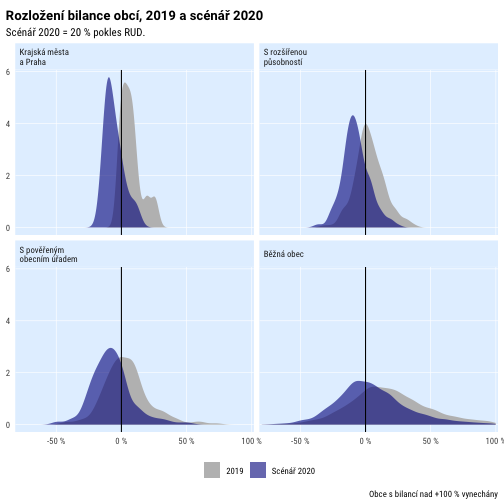 Rozložení bilance obcí, 2019 a scénář 2020
Scénář 2020 = 20 % pokles RUD.
Krajská města
a Praha
S rozšířenou
působností
6
4
2
0
S pověřeným
obecním úřadem
Běžná obec
6
4
2
0
-50 % 0 % 50 % 100 % -50 % 0 % 50 % 100 %
2019 Scénář 2020
Obce s bilancí nad +100 % vynechány